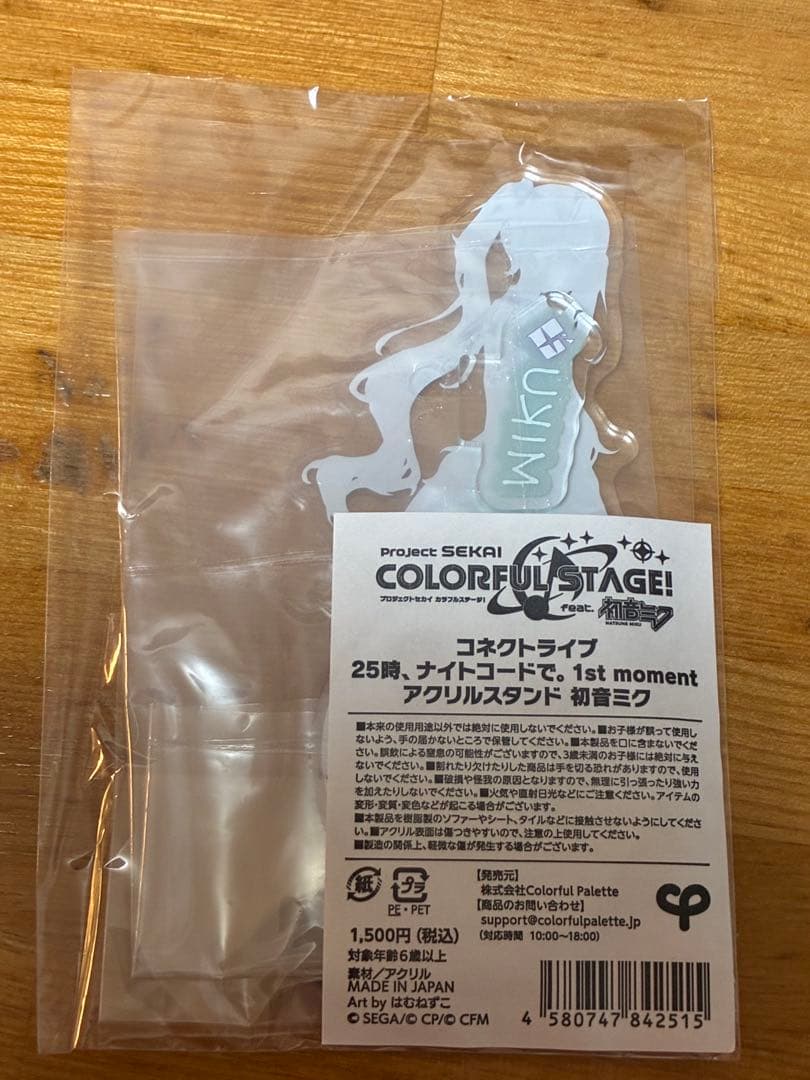 MIKU
Project SEKAI
COLORFUL STAGE!
プロジェクトセカイ カラフルステージ!
feat. 初音ミク
HATSUNE MIKU
コネクトライブ
25時、ナイトコードで。1st moment
アクリルスタンド 初音ミク
■本来の使用用途以外では絶対に使用しないでください。■お子様が誤って使用し
ないよう、手の届かないところで保管してください。■本製品を口に含まないでくだ
さい。誤飲による窒息の可能性がございますので、3歳未満のお子様には絶対に与え
ないでください。■割れたり欠けたりした商品は手を切る恐れがありますので、使用
しないでください。■破損や怪我の原因となりますので、無理に引っ張ったり強い力
を加えたりしないでください。■火気や直射日光などにご注意ください。アイテムの
変形・変質・変色などが起こる場合がございます。
■本製品を樹脂製のソファーやシート、タイルなどに接触させないようにしてくださ
い。■アクリル表面は傷つきやすいので、注意の上使用してください。
■製造の関係上、軽微な傷が発生する場合がございます。
紙
プラ
PE・PET
【発売元】
株式会社Colorful Palette
【商品のお問い合わせ】
support@colorfulpalette.jp
(対応時間 10:00~18:00)
1,500円(税込)
対象年齢6歳以上
素材/アクリル
MADE IN JAPAN
Art by はむねずこ
© SEGA/© CP/© CFM
4 580747 842515